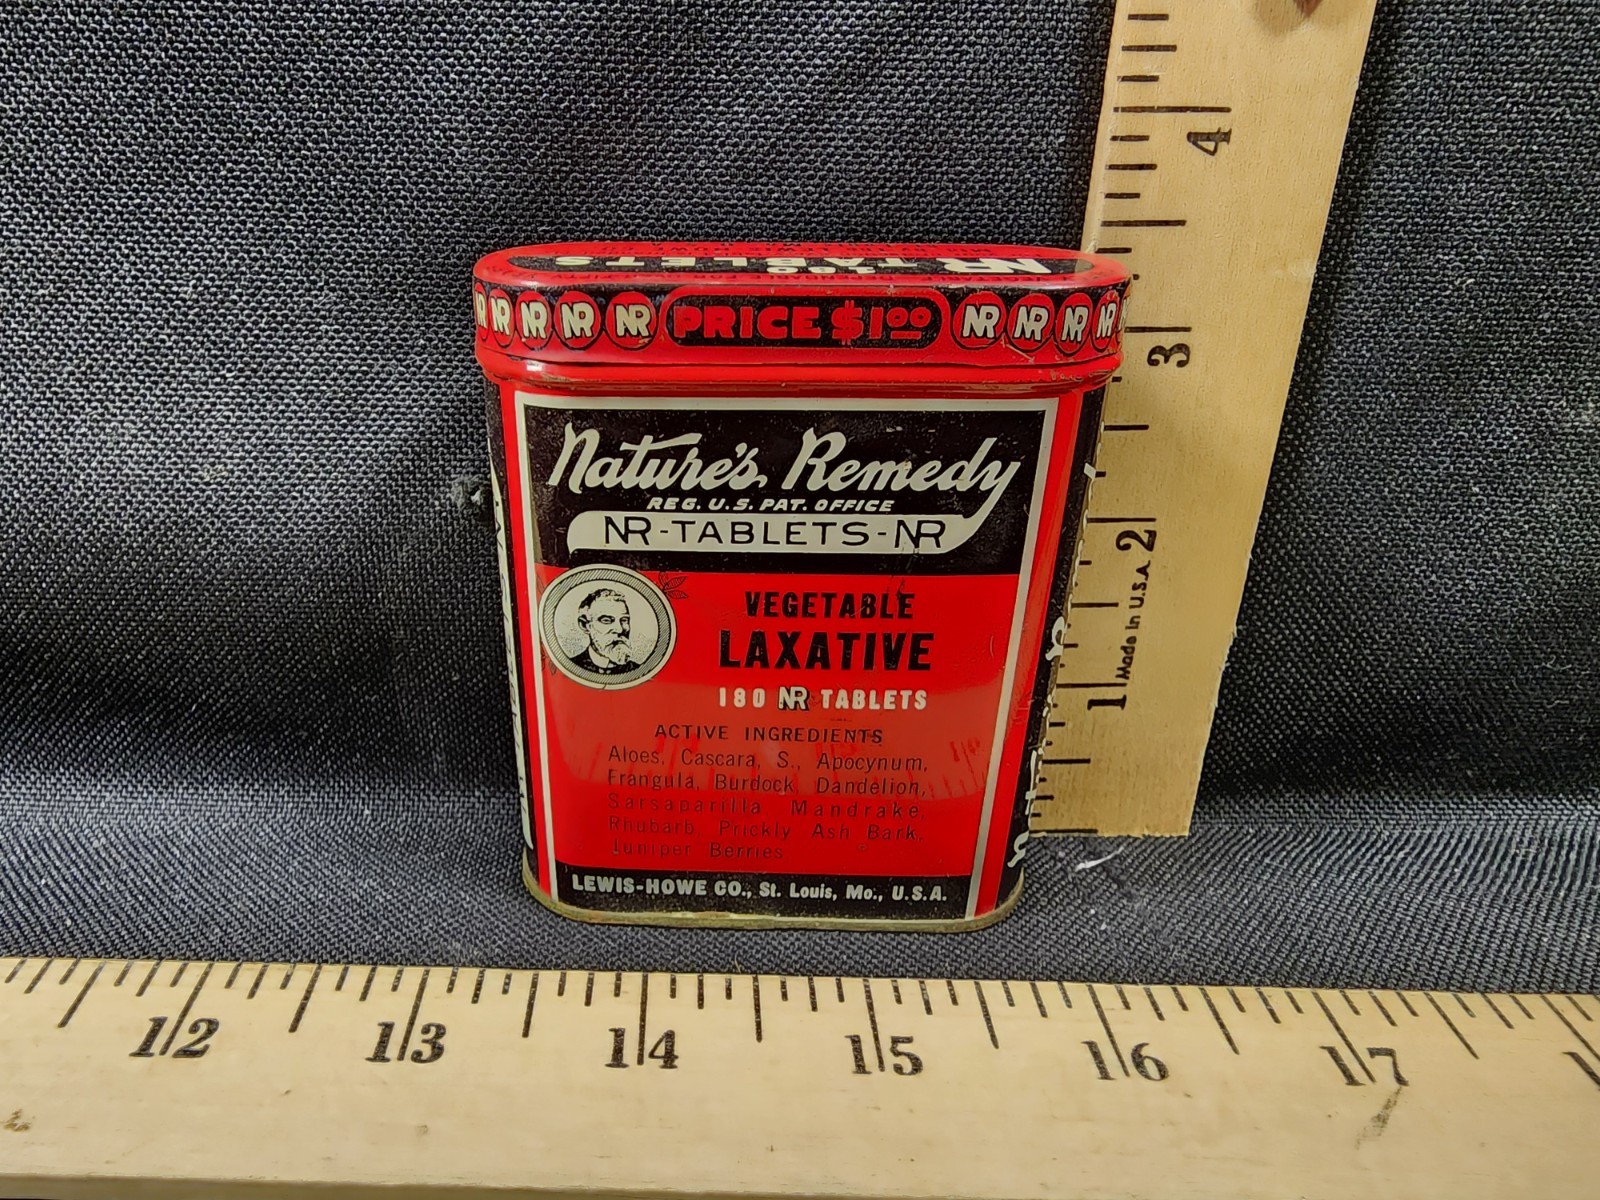 180 NR TABLETS
NR NR NR NR NR PRICE $1.00 NR NR NR NR
Nature's Remedy
REG. U.S. PAT. OFFICE
NR-TABLETS-NR
VEGETABLE
LAXATIVE
180 NR TABLETS
ACTIVE INGREDIENTS
Aloes, Cascara, S., Apocynum,
Frangula, Burdock, Dandelion,
Sarsaparilla, Mandrake,
Rhubarb, Prickly Ash Bark,
Juniper Berries
LEWIS-HOWE CO., St. Louis, Mo., U.S.A.
4
3
2
1
Made in U.S.A.
12 13 14 15 16 17